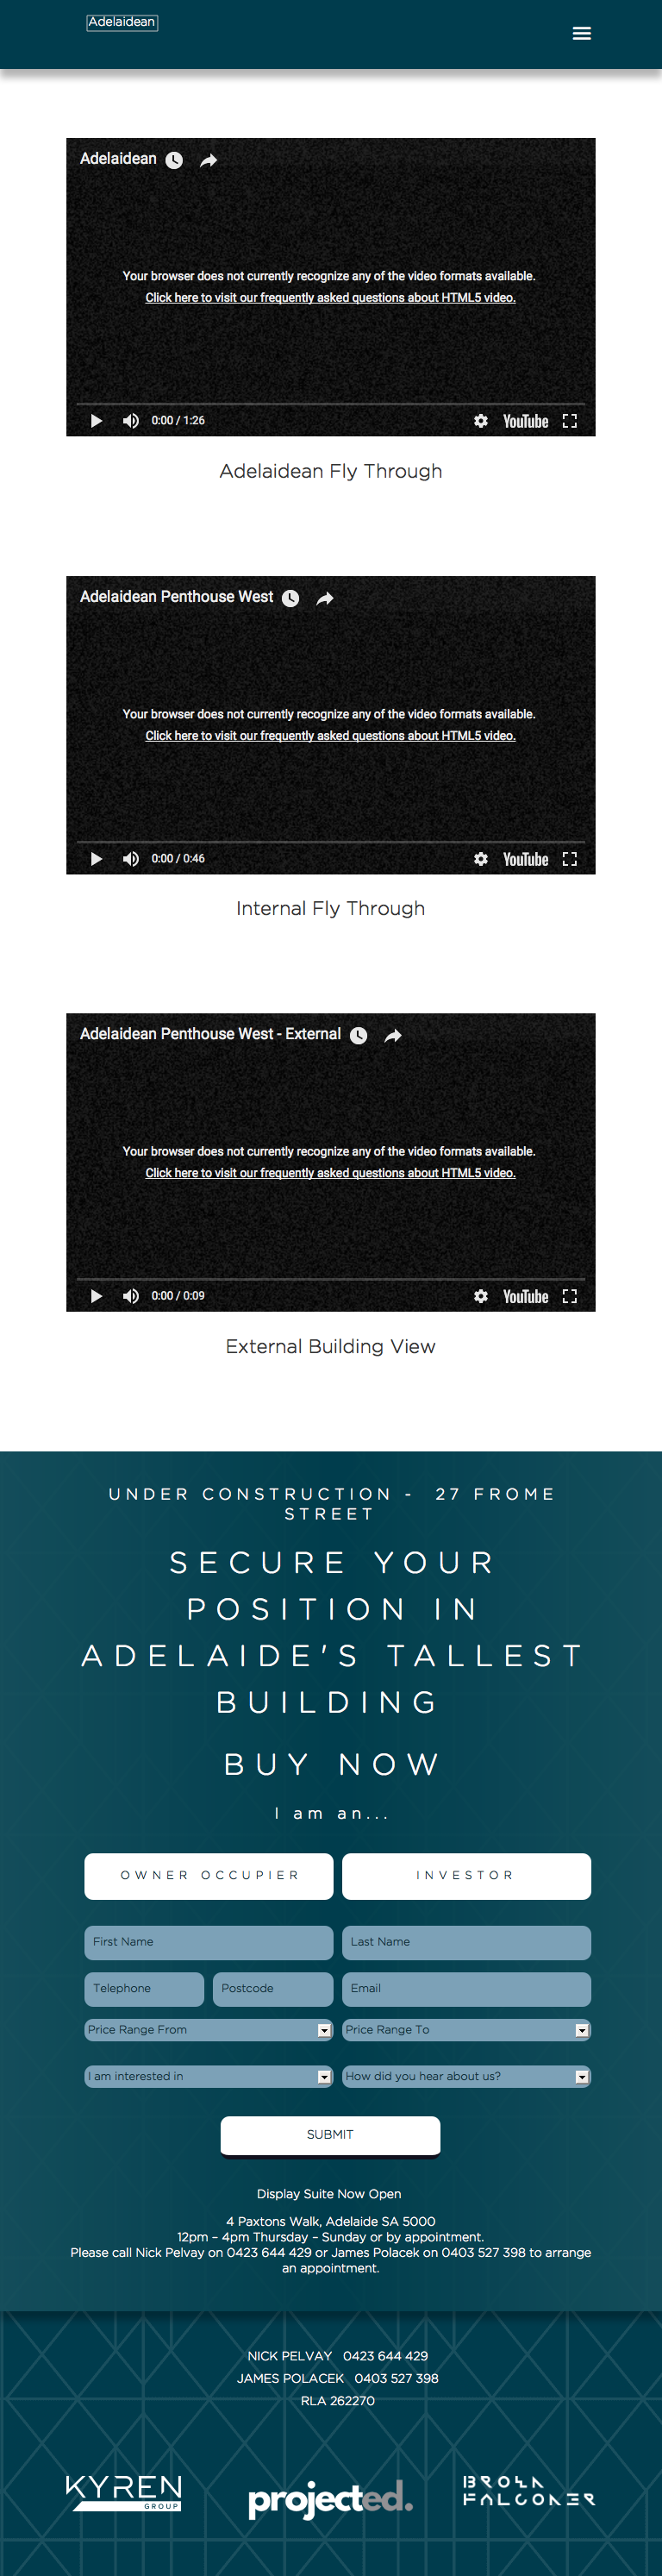 Adelaidean
Adelaidean
Your browser does not currently recognize any of the video formats available.
Click here to visit our frequently asked questions about HTML5 video.
0:00 / 1:26
YouTube
Adelaidean Fly Through
Adelaidean Penthouse West
Your browser does not currently recognize any of the video formats available.
Click here to visit our frequently asked questions about HTML5 video.
0:00 / 0:46
YouTube
Internal Fly Through
Adelaidean Penthouse West - External
Your browser does not currently recognize any of the video formats available.
Click here to visit our frequently asked questions about HTML5 video.
0:00 / 0:09
YouTube
External Building View
UNDER CONSTRUCTION - 27 FROME
STREET
SECURE YOUR
POSITION IN
ADELAIDE'S TALLEST
BUILDING
BUY NOW
I am an...
OWNER OCCUPIER INVESTOR
First Name Last Name
Telephone Postcode Email
Price Range From Price Range To
I am interested in How did you hear about us?
SUBMIT
Display Suite Now Open
4 Paxtons Walk, Adelaide SA 5000
12pm – 4pm Thursday – Sunday or by appointment.
Please call Nick Pelvay on 0423 644 429 or James Polacek on 0403 527 398 to arrange
an appointment.
NICK PELVAY 0423 644 429
JAMES POLACEK 0403 527 398
RLA 262270
KYREN
GROUP
projected.
BROCK
FALCONER